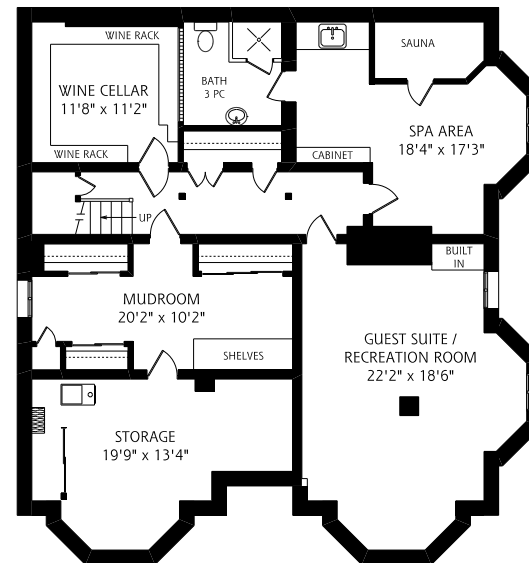 WINE RACK
SAUNA
WINE CELLAR
11'8" x 11'2"
BATH
3 PC
SPA AREA
18'4" x 17'3"
WINE RACK
CABINET
UP
BUILT
IN
MUDROOM
20'2" x 10'2"
SHELVES
GUEST SUITE /
RECREATION ROOM
22'2" x 18'6"
STORAGE
19'9" x 13'4"